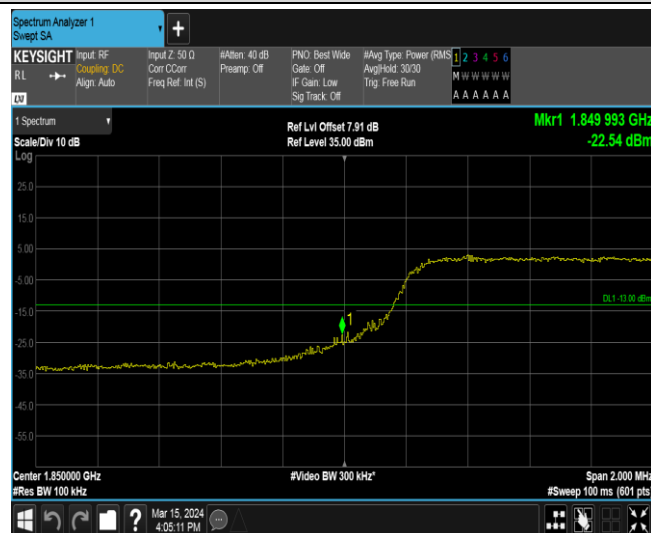 Spectrum Analyzer 1
Swept SA
+
KEYSIGHT
RL
LXI
Input: RF
Coupling: DC
Align: Auto
Input Z: 50 Ω
Corr CCorr
Freq Ref: Int (S)
#Atten: 40 dB
Preamp: Off
PNO: Best Wide
Gate: Off
IF Gain: Low
Sig Track: Off
#Avg Type: Power (RMS
Avg|Hold: 30/30
Trig: Free Run
1 2 3 4 5 6
M W W W W W
A A A A A A
1 Spectrum
Scale/Div 10 dB
Ref Lvl Offset 7.91 dB
Ref Level 35.00 dBm
Mkr1 1.849 993 GHz
-22.54 dBm
Log
25.0
15.0
5.00
-5.00
-15.0
-25.0
-35.0
-45.0
-55.0
DL1 -13.00 dBm
1
Center 1.850000 GHz
#Res BW 100 kHz
#Video BW 300 kHz*
Span 2.000 MHz
#Sweep 100 ms (601 pts)
?
Mar 15, 2024
4:05:11 PM